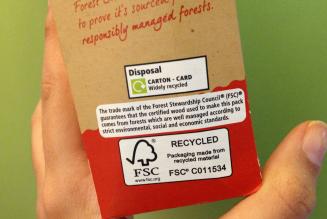 Forest Stewardship
to prove it's sourced
responsibly managed forests.
Disposal
CARTON - CARD
Widely recycled
The trade mark of the Forest Stewardship Council® (FSC)®
guarantees that the certified wood used to make this pack
comes from forests which are well managed according to
strict environmental, social and economic standards.
RECYCLED
Packaging made from
recycled material
FSC® C011534
FSC
www.fsc.org